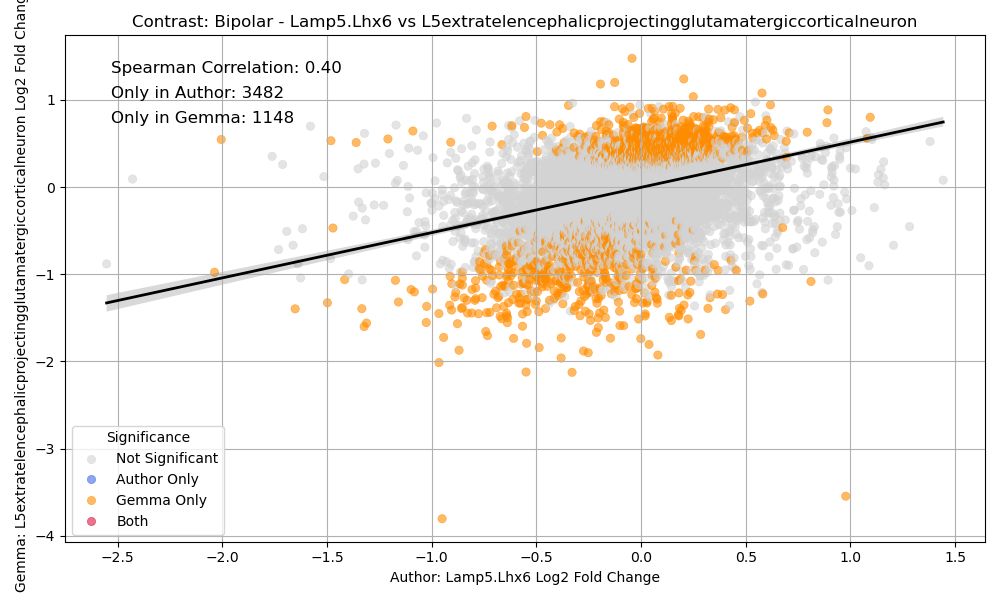 Contrast: Bipolar - Lamp5.Lhx6 vs L5extratelencephalicprojectingglutamatergiccorticalneuron
Gemma: L5extratelencephalicprojectingglutamatergiccorticalneuron Log2 Fold Chang
Spearman Correlation: 0.40
Only in Author: 3482
Only in Gemma: 1148
1
0
−1
−2
−3
−4
Significance
Not Significant
Author Only
Gemma Only
Both
−2.5 −2.0 −1.5 −1.0 −0.5 0.0 0.5 1.0 1.5
Author: Lamp5.Lhx6 Log2 Fold Change